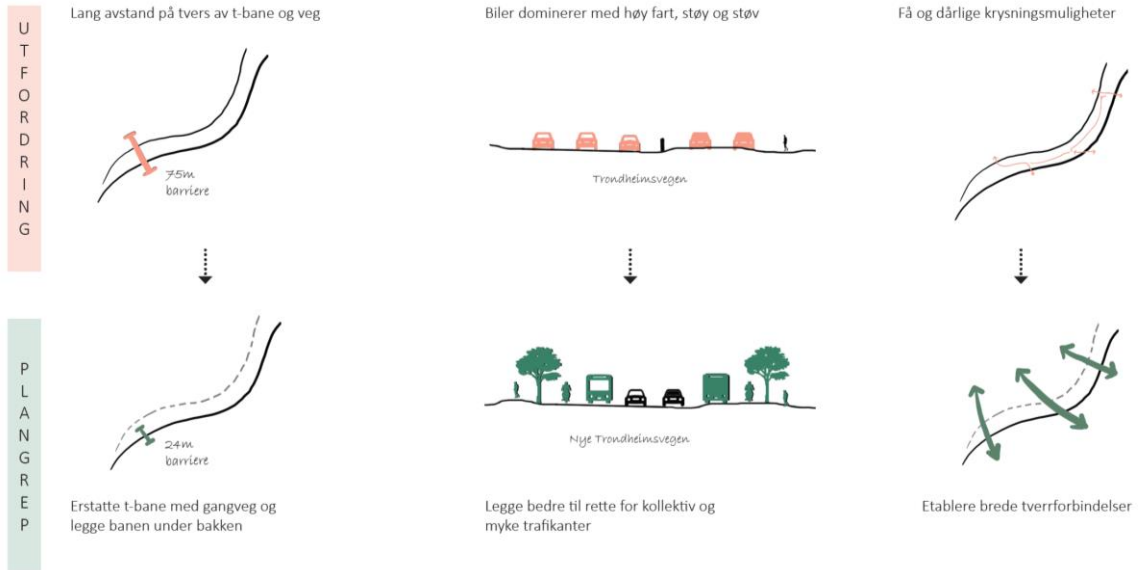 UTFORDRING
Lang avstand på tvers av t-bane og veg
Biler dominerer med høy fart, støy og støv
Få og dårlige krysningsmuligheter
75m
barriere
Trondheimsvegen
PLANGREP
24m
barriere
Nye Trondheimsvegen
Erstatte t-bane med gangveg og
legge banen under bakken
Legge bedre til rette for kollektiv og
myke trafikanter
Etablere brede tverrforbindelser